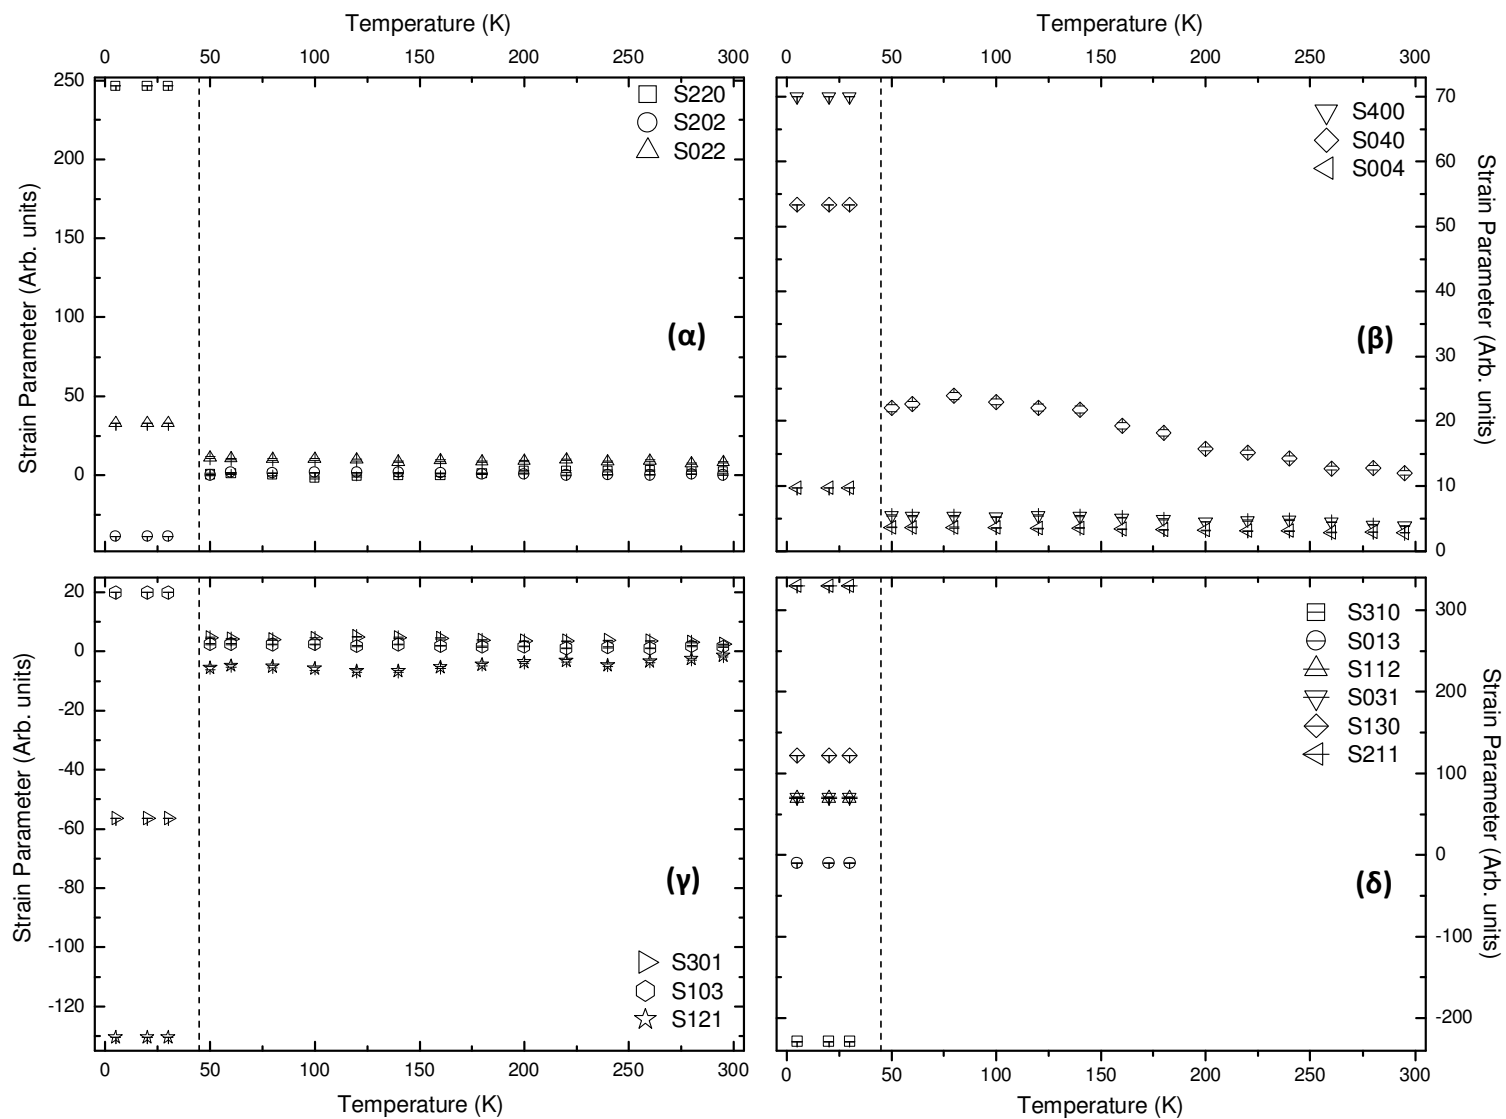 Temperature (K)
0 50 100 150 200 250 300
250
200
150
100
50
0
Strain Parameter (Arb. units)
S220
S202
S022
(α)
Temperature (K)
0 50 100 150 200 250 300
70
60
50
40
30
20
10
0
Strain Parameter (Arb. units)
S400
S040
S004
(β)
20
0
-20
-40
-60
-80
-100
-120
Strain Parameter (Arb. units)
(γ)
S301
S103
S121
0 50 100 150 200 250 300
Temperature (K)
300
200
100
0
-100
-200
Strain Parameter (Arb. units)
S310
S013
S112
S031
S130
S211
(δ)
0 50 100 150 200 250 300
Temperature (K)